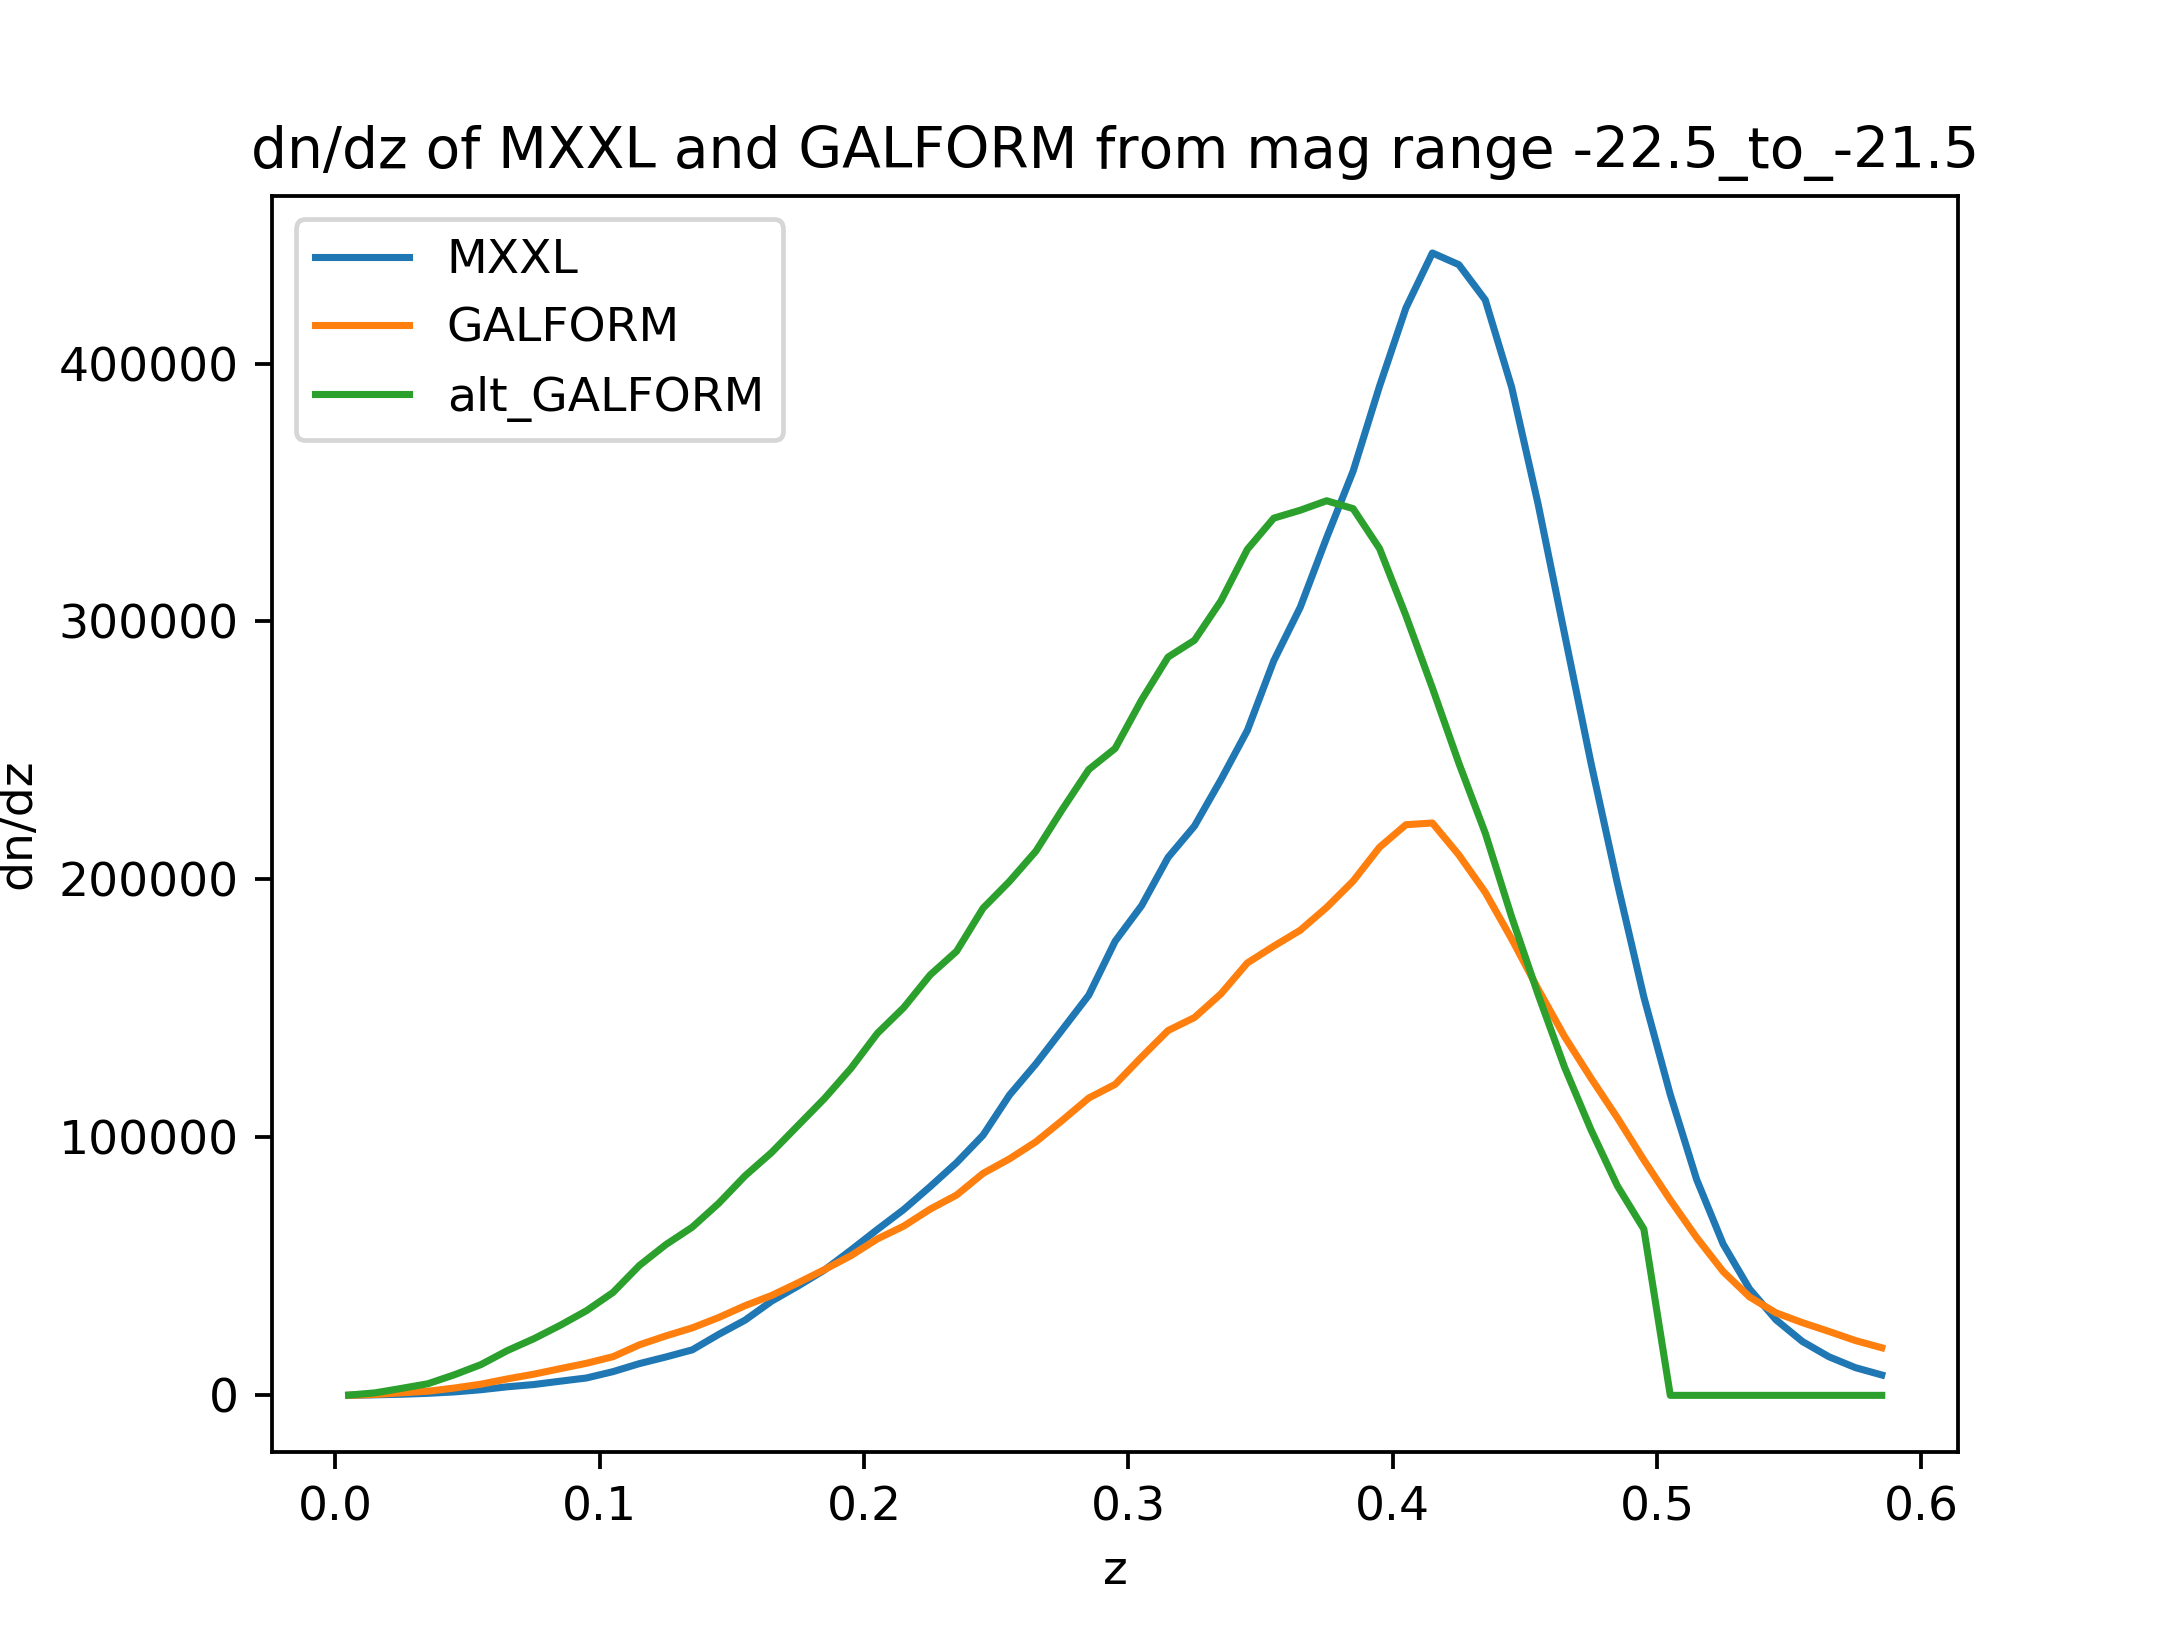 dn/dz of MXXL and GALFORM from mag range -22.5_to_-21.5
MXXL
GALFORM
alt_GALFORM
400000
300000
200000
100000
0
dn/dz
0.0 0.1 0.2 0.3 0.4 0.5 0.6
z